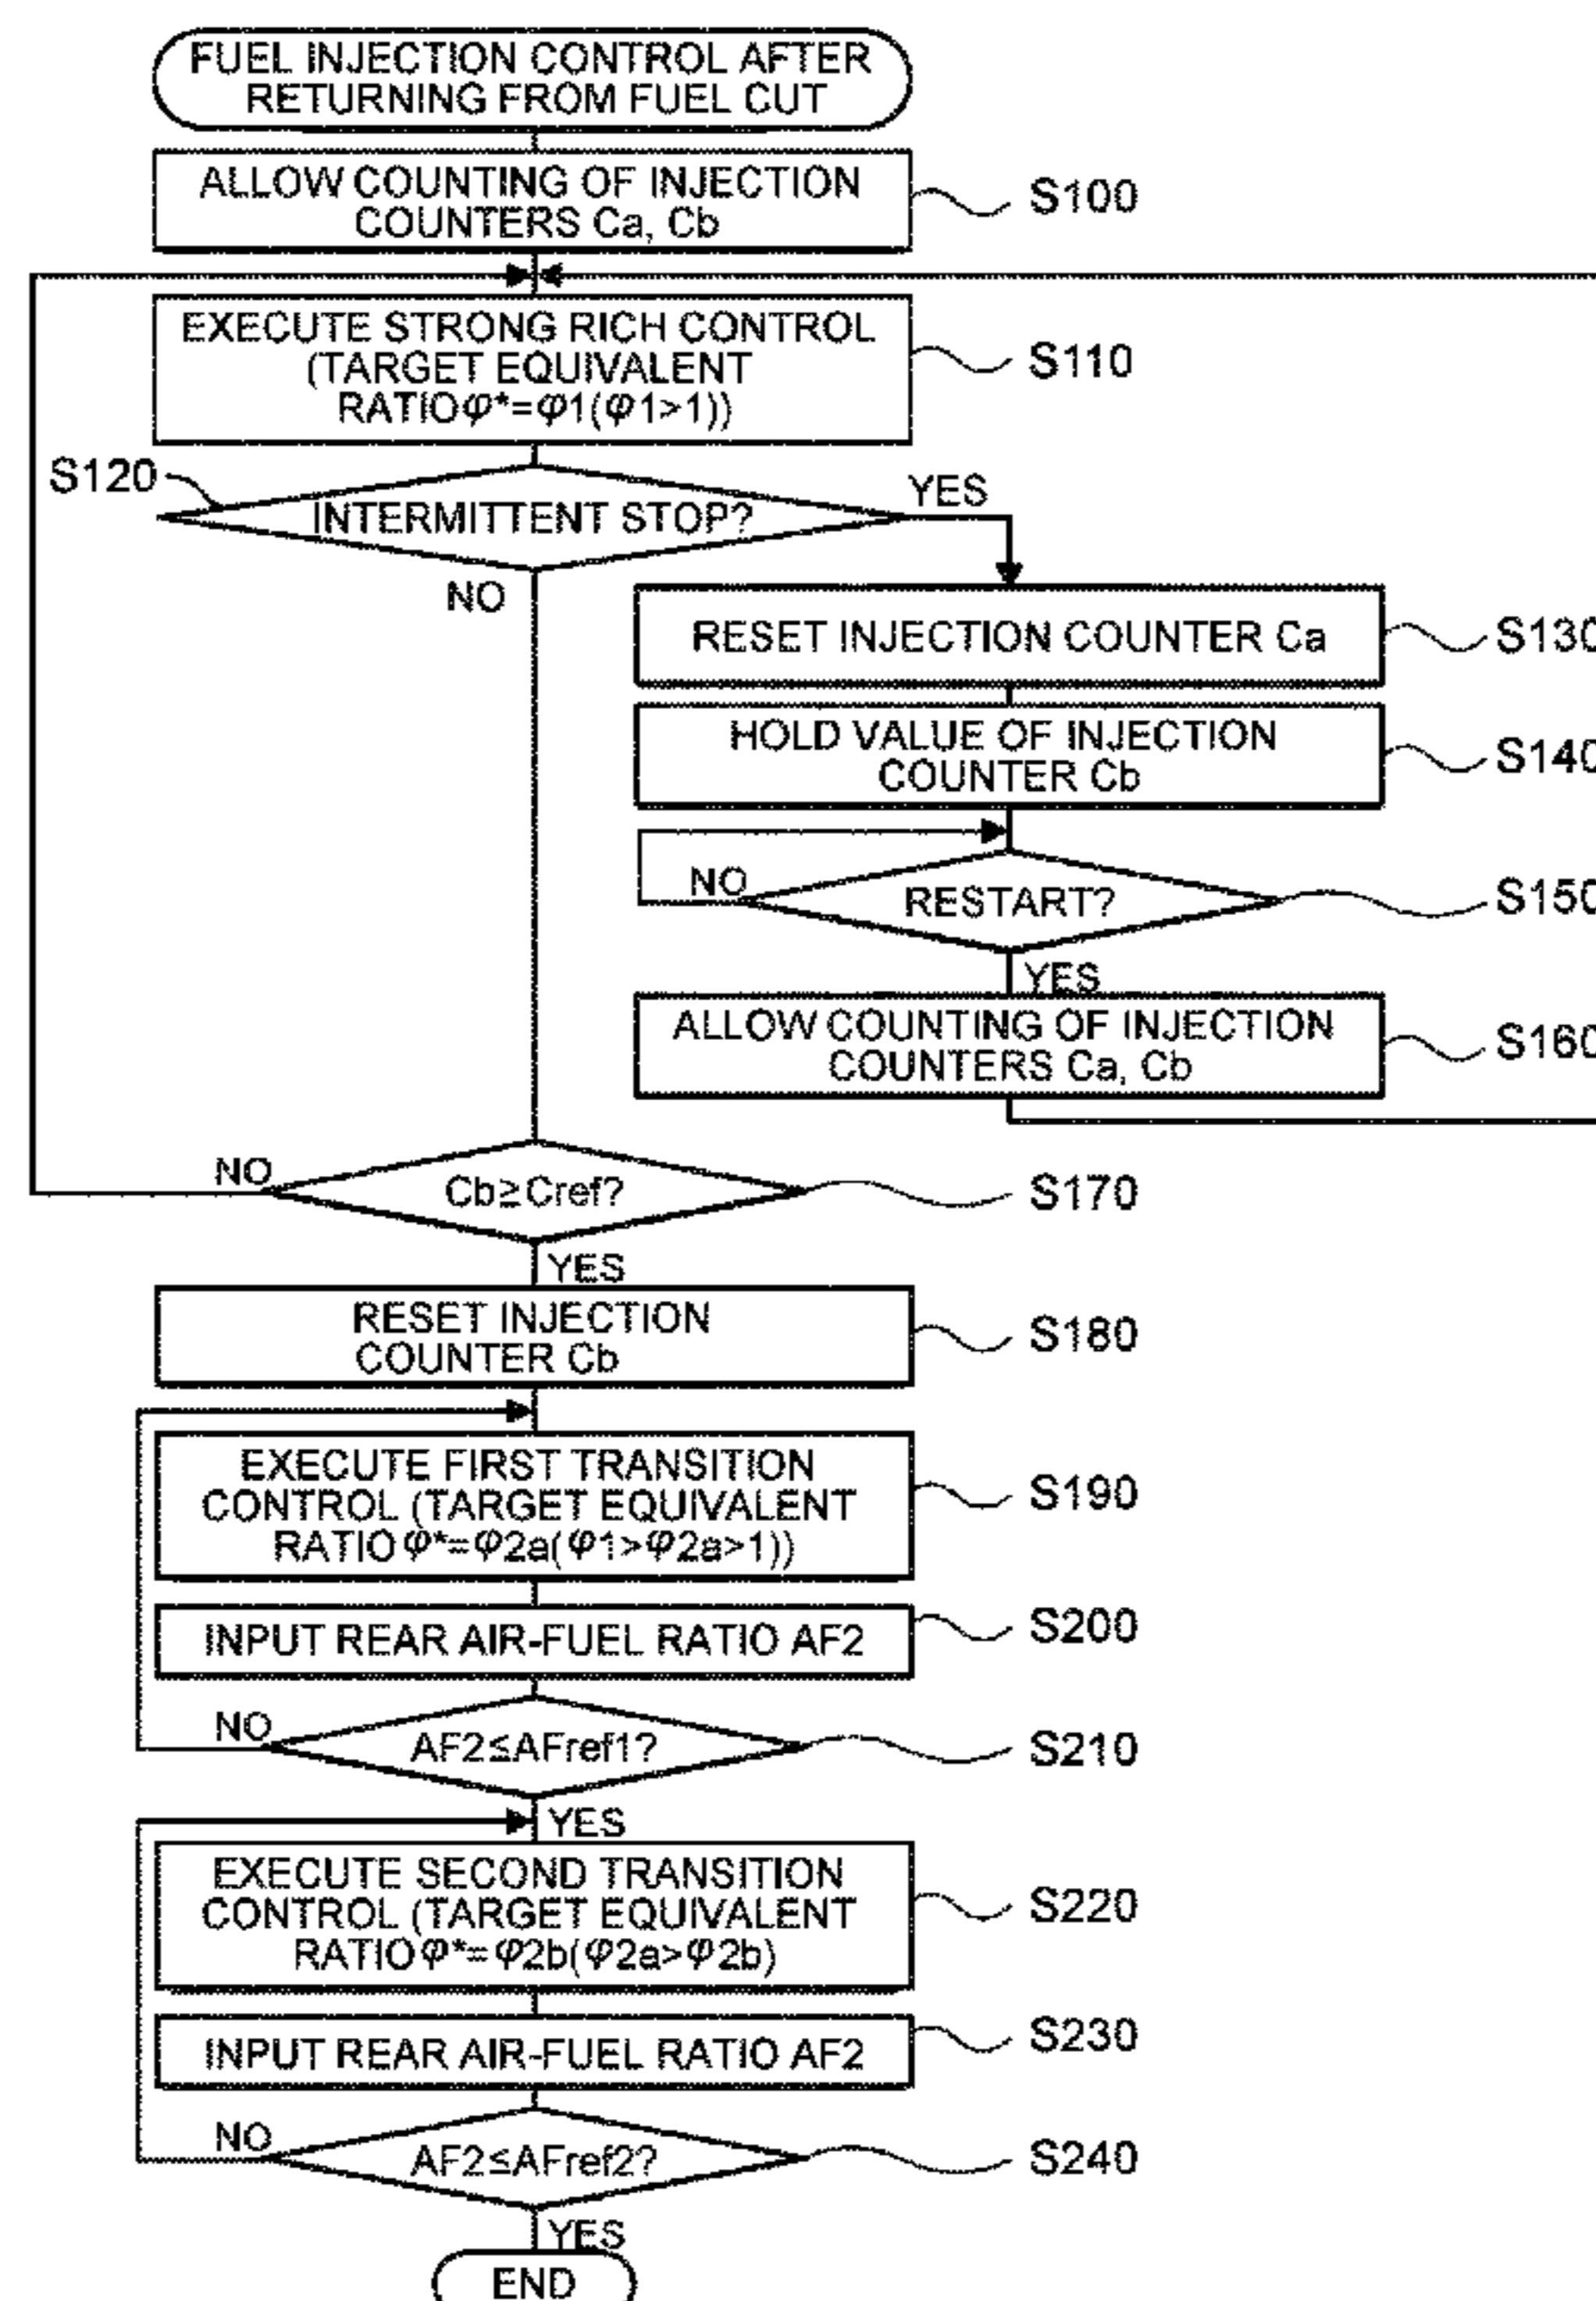 FUEL INJECTION CONTROL AFTER
RETURNING FROM FUEL CUT
ALLOW COUNTING OF INJECTION
COUNTERS Ca, Cb
S100
EXECUTE STRONG RICH CONTROL
(TARGET EQUIVALENT
RATIO φ*=φ1(φ1>1))
S110
S120
INTERMITTENT STOP?
YES
NO
RESET INJECTION COUNTER Ca
S130
HOLD VALUE OF INJECTION
COUNTER Cb
S140
NO
RESTART?
S150
YES
ALLOW COUNTING OF INJECTION
COUNTERS Ca, Cb
S160
NO
Cb≧Cref?
S170
YES
RESET INJECTION
COUNTER Cb
S180
EXECUTE FIRST TRANSITION
CONTROL (TARGET EQUIVALENT
RATIO φ*=φ2a(φ1>φ2a>1))
S190
INPUT REAR AIR-FUEL RATIO AF2
S200
NO
AF2≦AFref1?
S210
YES
EXECUTE SECOND TRANSITION
CONTROL (TARGET EQUIVALENT
RATIO φ*=φ2b(φ2a>φ2b)
S220
INPUT REAR AIR-FUEL RATIO AF2
S230
NO
AF2≦AFref2?
S240
YES
END